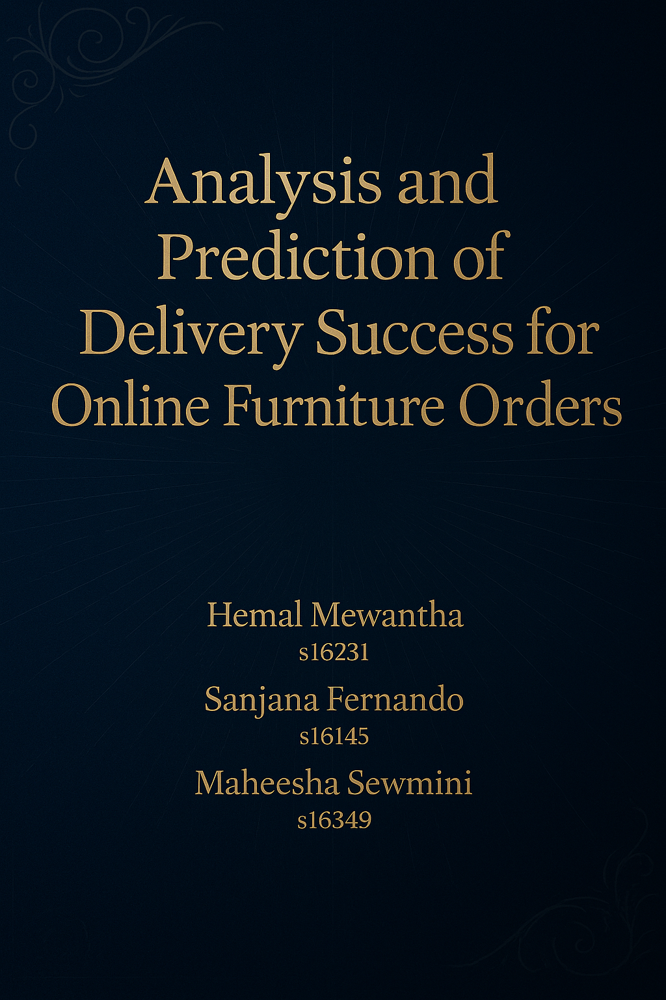 Analysis and
Prediction of
Delivery Success for
Online Furniture Orders
Hemal Mewantha
s16231
Sanjana Fernando
s16145
Maheesha Sewmini
s16349